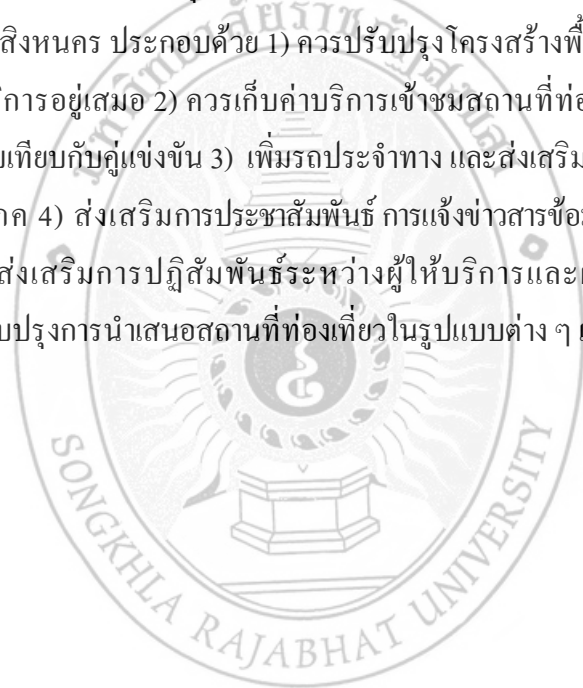 สิงหนคร ประกอบด้วย 1) ควรปรับปรุงโครงสร้างพื้
การอยู่เสมอ 2) ควรเก็บค่าบริการเข้าชมสถานที่ท่อ
เทียบกับคู่แข่งขัน 3) เพิ่มรถประจำทาง และส่งเสริม
ค 4) ส่งเสริมการประชาสัมพันธ์ การแจ้งข่าวสารข้อม
ส่งเสริมการปฏิสัมพันธ์ระหว่างผู้ให้บริการและ
ปรุงการนำเสนอสถานที่ท่องเที่ยวในรูปแบบต่าง ๆ
SONGKHLA RAJABHAT UNIVERSITY